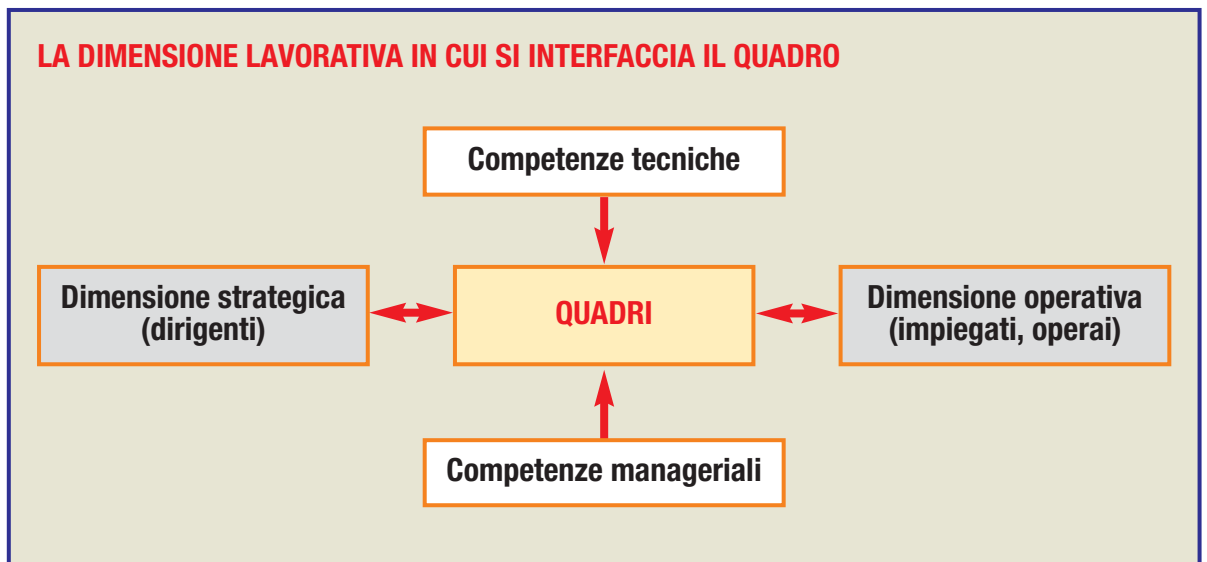 LA DIMENSIONE LAVORATIVA IN CUI SI INTERFACCIA IL QUADRO
Competenze tecniche
Dimensione strategica
(dirigenti)
QUADRI
Dimensione operativa
(impiegati, operai)
Competenze manageriali